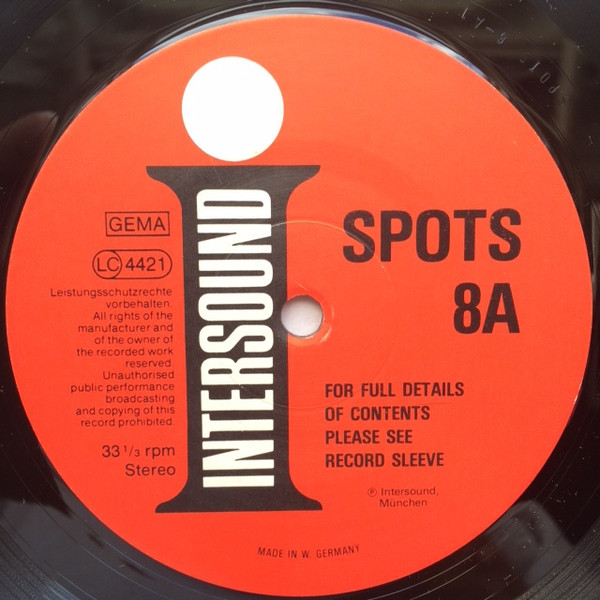 GEMA
LC 4421
Leistungsschutzrechte
vorbehalten.
All rights of the
manufacturer and
of the owner of
the recorded work
reserved.
Unauthorised
public performance
broadcasting
and copying of this
record prohibited.
33 1/3 rpm
Stereo
INTERSOUND
SPOTS
8A
FOR FULL DETAILS
OF CONTENTS
PLEASE SEE
RECORD SLEEVE
℗ Intersound,
München
MADE IN W. GERMANY